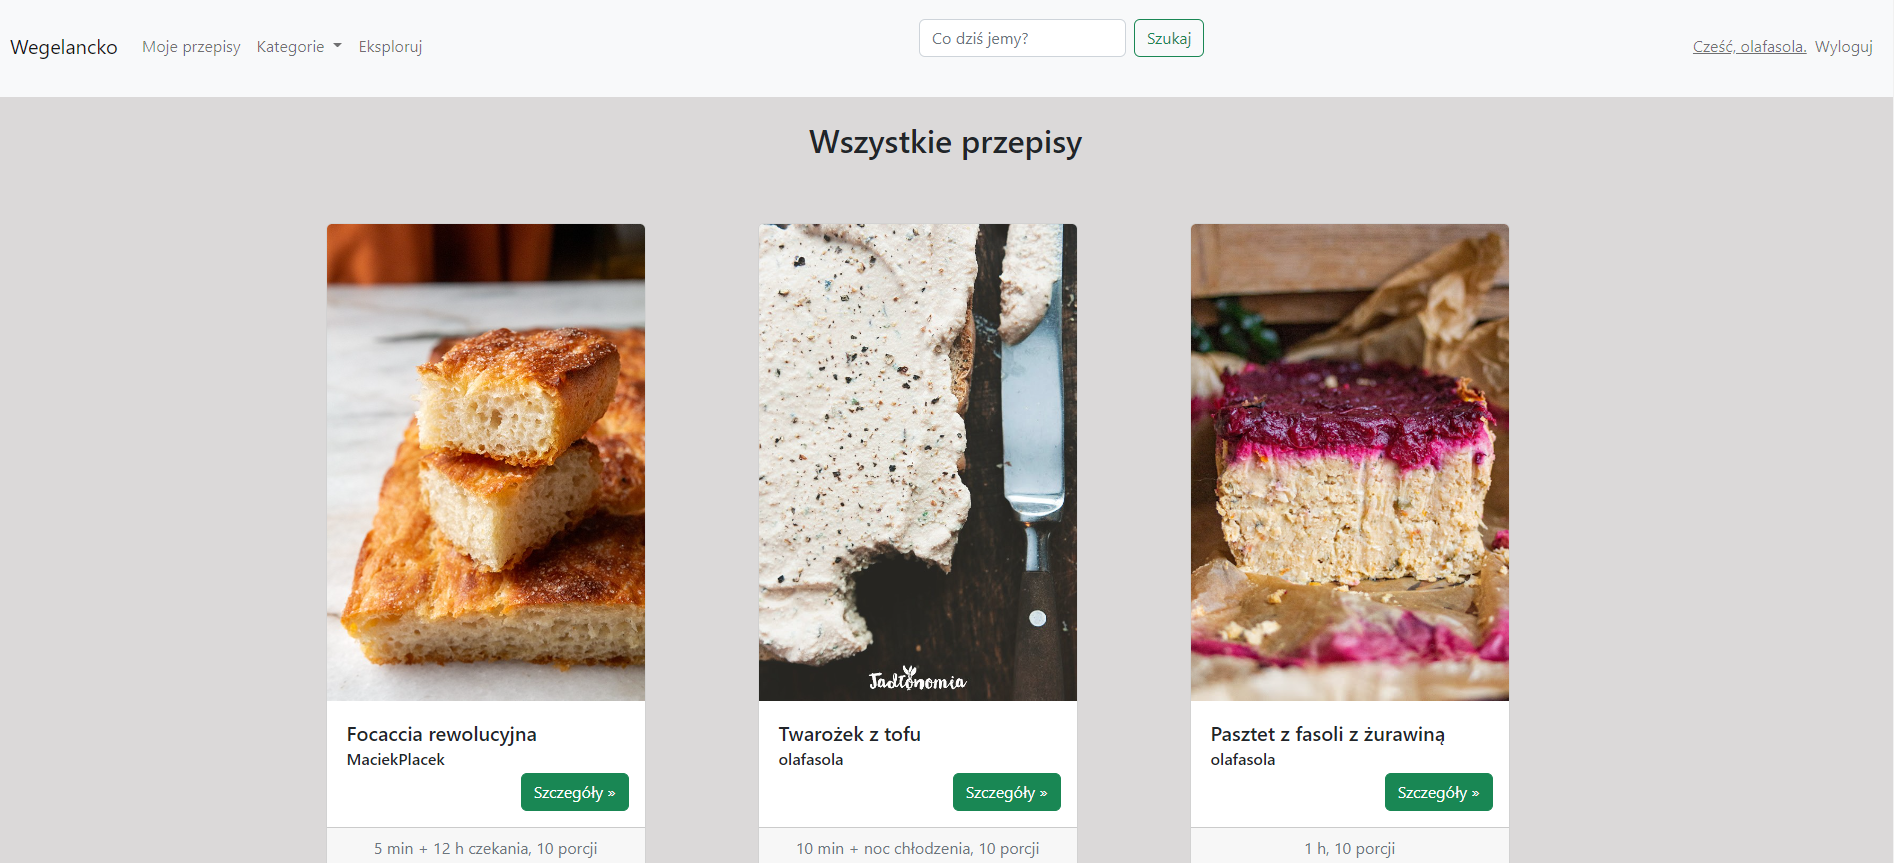 Wegelancko Moje przepisy Kategorie Eksploruj Co dziś jemy? Szukaj Cześć, olafasola. Wyloguj
Wszystkie przepisy
Jadłonomia
Focaccia rewolucyjna
MaciekPlacek
Szczegóły »
5 min + 12 h czekania, 10 porcji
Twarożek z tofu
olafasola
Szczegóły »
10 min + noc chłodzenia, 10 porcji
Pasztet z fasoli z żurawiną
olafasola
Szczegóły »
1 h, 10 porcji